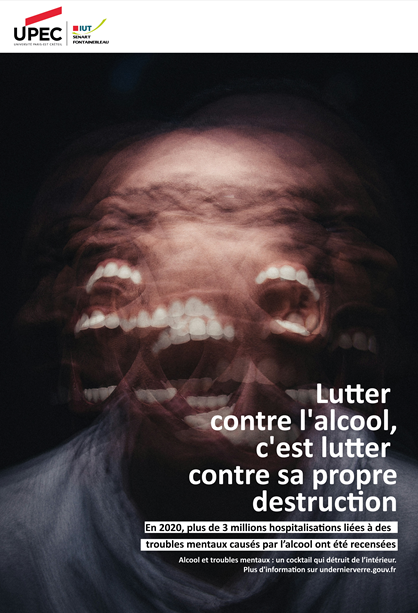 UPEC
UNIVERSITÉ PARIS-EST CRÉTEIL
IUT
SÉNART
FONTAINEBLEAU
Lutter
contre l'alcool,
c'est lutter
contre sa propre
destruction
En 2020, plus de 3 millions hospitalisations liées à des
troubles mentaux causés par l'alcool ont été recensées
Alcool et troubles mentaux : un cocktail qui détruit de l'intérieur.
Plus d'information sur undernierverre.gouv.fr